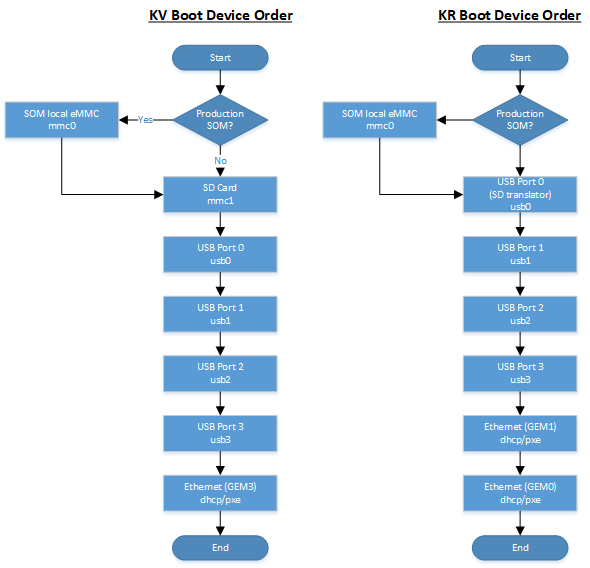 KV Boot Device Order
Start
Production
SOM?
Yes
SOM local eMMC
mmc0
No
SD Card
mmc1
USB Port 0
usb0
USB Port 1
usb1
USB Port 2
usb2
USB Port 3
usb3
Ethernet (GEM3)
dhcp/pxe
End
KR Boot Device Order
Start
Production
SOM?
SOM local eMMC
mmc0
USB Port 0
(SD translator)
usb0
USB Port 1
usb1
USB Port 2
usb2
USB Port 3
usb3
Ethernet (GEM1)
dhcp/pxe
Ethernet (GEM0)
dhcp/pxe
End